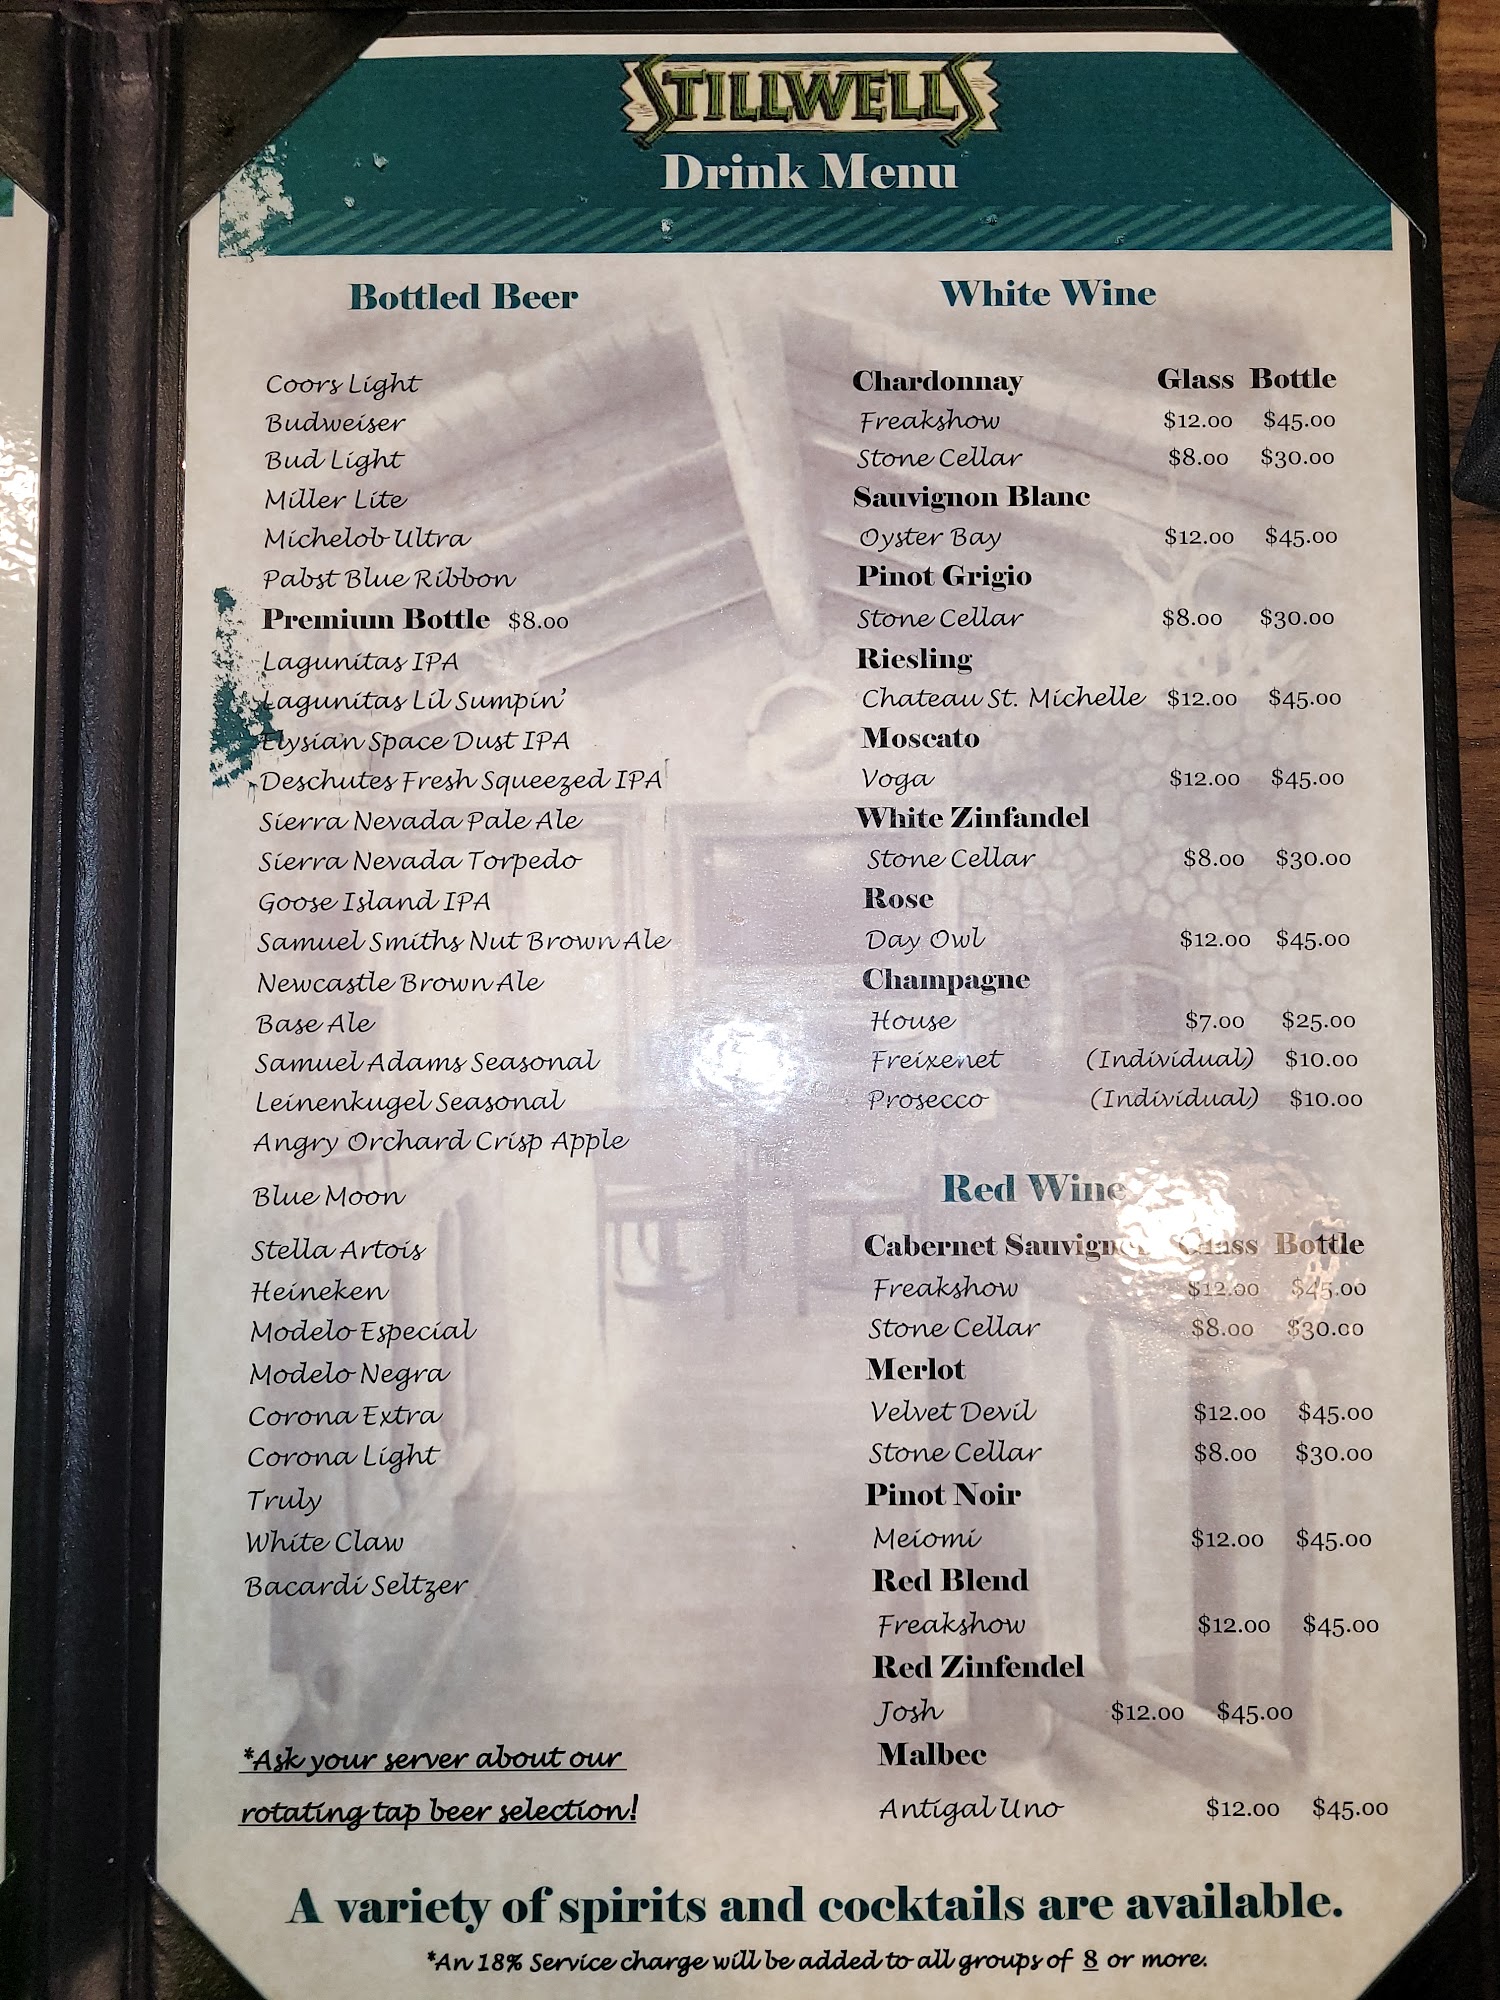 STILLWELLS
Drink Menu
Bottled Beer
Coors Light
Budweiser
Bud Light
Miller Lite
Michelob Ultra
Pabst Blue Ribbon
Premium Bottle $8.00
Lagunitas IPA
Lagunitas Lil Sumpin'
Elysian Space Dust IPA
Deschutes Fresh Squeezed IPA
Sierra Nevada Pale Ale
Sierra Nevada Torpedo
Goose Island IPA
Samuel Smiths Nut Brown Ale
Newcastle Brown Ale
Base Ale
Samuel Adams Seasonal
Leinenkugel Seasonal
Angry Orchard Crisp Apple
Blue Moon
Stella Artois
Heineken
Modelo Especial
Modelo Negra
Corona Extra
Corona Light
Truly
White Claw
Bacardi Seltzer
*Ask your server about our
rotating tap beer selection!
White Wine
Chardonnay Glass Bottle
Freakshow $12.00 $45.00
Stone Cellar $8.00 $30.00
Sauvignon Blanc
Oyster Bay $12.00 $45.00
Pinot Grigio
Stone Cellar $8.00 $30.00
Riesling
Chateau St. Michelle $12.00 $45.00
Moscato
Voga $12.00 $45.00
White Zinfandel
Stone Cellar $8.00 $30.00
Rose
Day Owl $12.00 $45.00
Champagne
House $7.00 $25.00
Freixenet (Individual) $10.00
Prosecco (Individual) $10.00
Red Wine
Cabernet Sauvignon Glass Bottle
Freakshow $12.00 $45.00
Stone Cellar $8.00 $30.00
Merlot
Velvet Devil $12.00 $45.00
Stone Cellar $8.00 $30.00
Pinot Noir
Meiomi $12.00 $45.00
Red Blend
Freakshow $12.00 $45.00
Red Zinfendel
Josh $12.00 $45.00
Malbec
Antigal Uno $12.00 $45.00
A variety of spirits and cocktails are available.
*An 18% Service charge will be added to all groups of 8 or more.